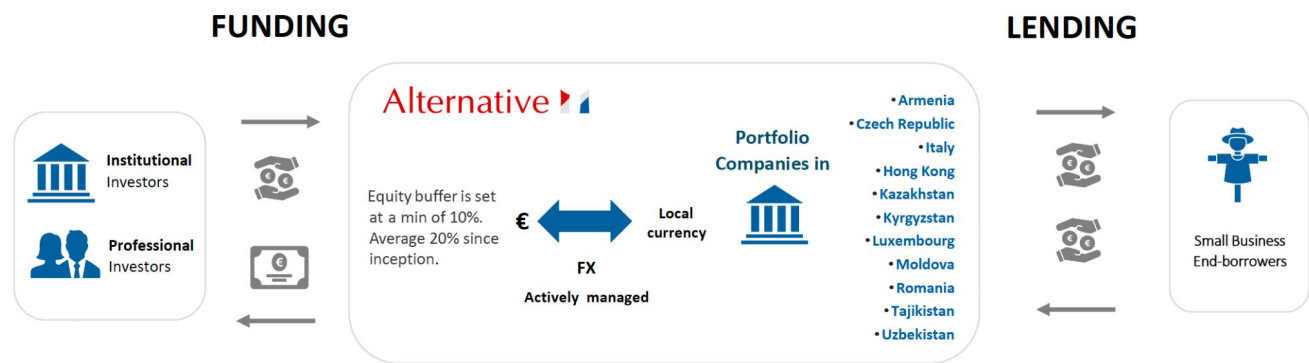 FUNDING
LENDING
Institutional
Investors
Professional
Investors
€ €
€
Alternative
Equity buffer is set
at a min of 10%.
Average 20% since
inception.
€
Local
currency
FX
Actively managed
Portfolio
Companies in
• Armenia
• Czech Republic
• Italy
• Hong Kong
• Kazakhstan
• Kyrgyzstan
• Luxembourg
• Moldova
• Romania
• Tajikistan
• Uzbekistan
€ €
€ €
Small Business
End-borrowers